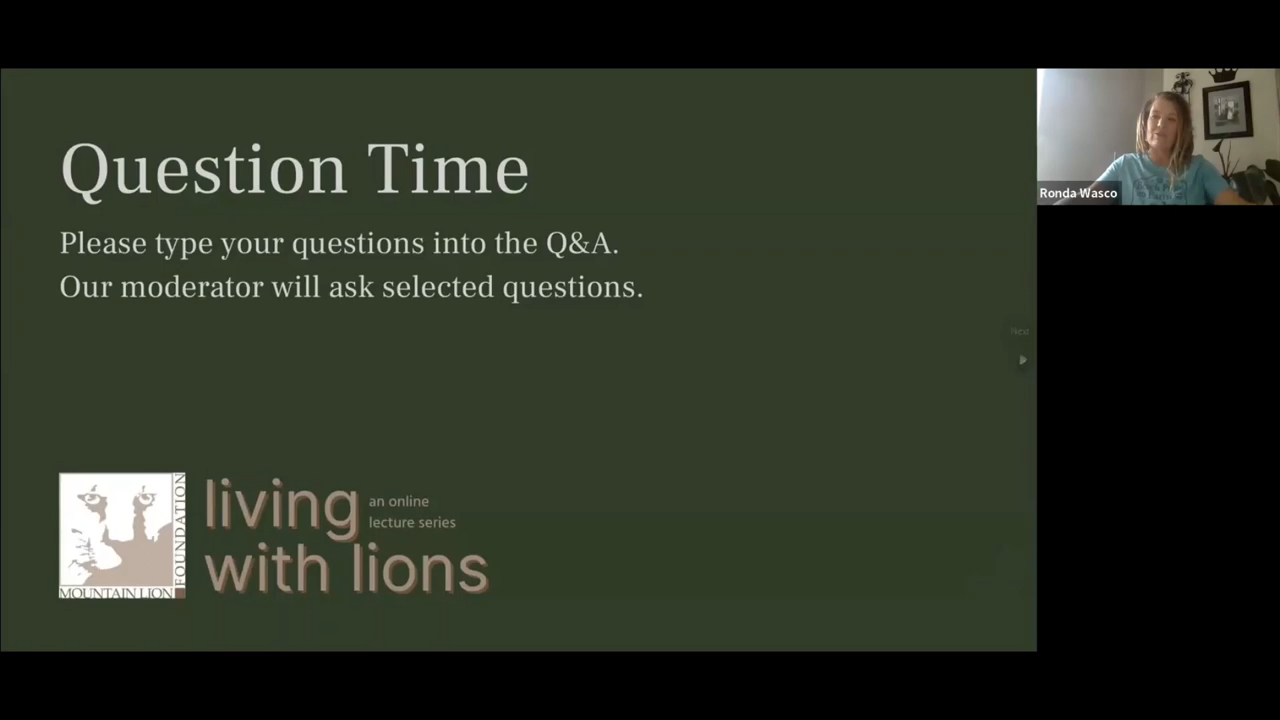 Question Time
Please type your questions into the Q&A.
Our moderator will ask selected questions.
Ronda Wasco
Next
living
an online
lecture series
with lions
MOUNTAIN LION
FOUNDATION